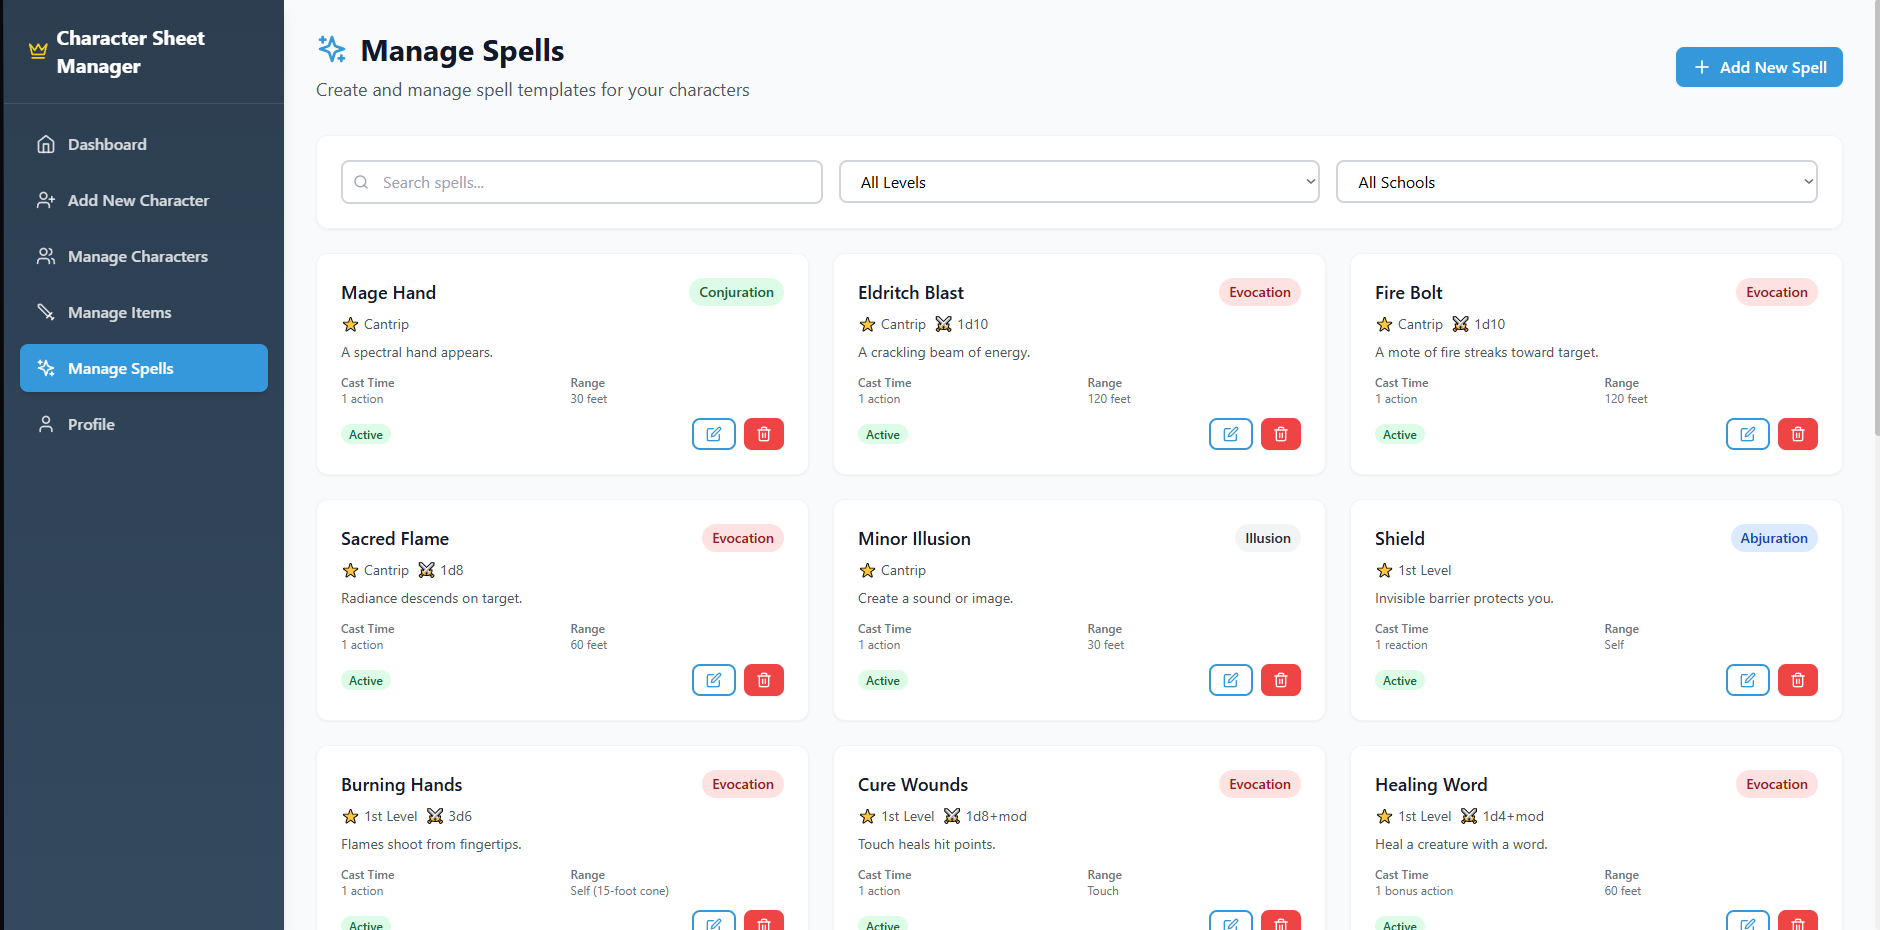 Character Sheet
Manager
Dashboard
Add New Character
Manage Characters
Manage Items
Manage Spells
Profile
Manage Spells
Create and manage spell templates for your characters
Add New Spell
Search spells...
All Levels
All Schools
Mage Hand
Conjuration
Cantrip
A spectral hand appears.
Cast Time
Range
1 action
30 feet
Active
Eldritch Blast
Evocation
Cantrip 1d10
A crackling beam of energy.
Cast Time
Range
1 action
120 feet
Active
Fire Bolt
Evocation
Cantrip 1d10
A mote of fire streaks toward target.
Cast Time
Range
1 action
120 feet
Active
Sacred Flame
Evocation
Cantrip 1d8
Radiance descends on target.
Cast Time
Range
1 action
60 feet
Active
Minor Illusion
Illusion
Cantrip
Create a sound or image.
Cast Time
Range
1 action
30 feet
Active
Shield
Abjuration
1st Level
Invisible barrier protects you.
Cast Time
Range
1 reaction
Self
Active
Burning Hands
Evocation
1st Level 3d6
Flames shoot from fingertips.
Cast Time
Range
1 action
Self (15-foot cone)
Active
Cure Wounds
Evocation
1st Level 1d8+mod
Touch heals hit points.
Cast Time
Range
1 action
Touch
Active
Healing Word
Evocation
1st Level 1d4+mod
Heal a creature with a word.
Cast Time
Range
1 bonus action
60 feet
Active